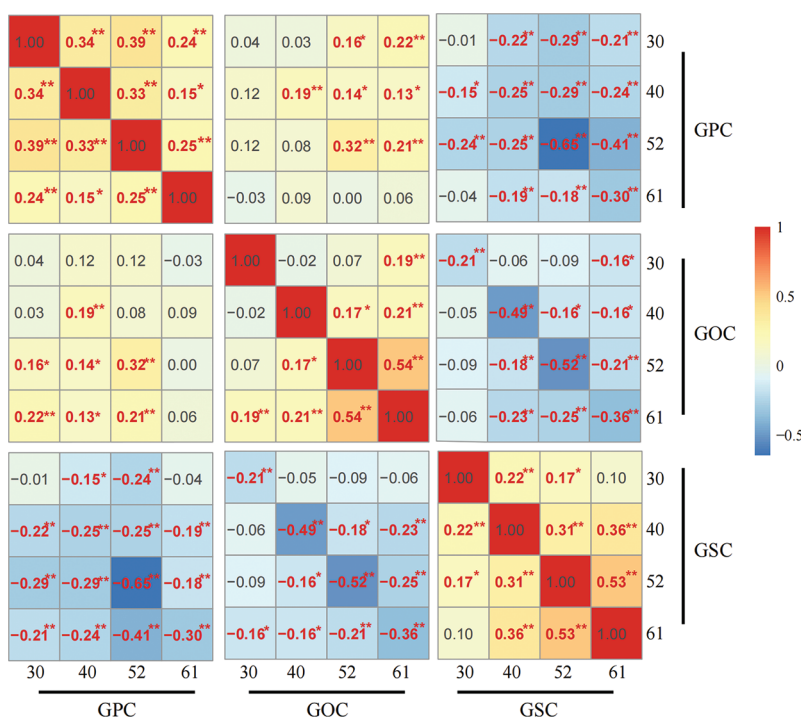 1.00 0.34** 0.39** 0.24** 0.04 0.03 0.16* 0.22** −0.01 −0.22** −0.29** −0.21** 30
0.34** 1.00 0.33** 0.15* 0.12 0.19** 0.14* 0.13* −0.15* −0.25** −0.29** −0.24** 40
GPC
0.39** 0.33** 1.00 0.25** 0.12 0.08 0.32** 0.21** −0.24** −0.25** −0.65** −0.41** 52
0.24** 0.15* 0.25** 1.00 −0.03 0.09 0.00 0.06 −0.04 −0.19** −0.18** −0.30** 61
1
0.04 0.12 0.12 −0.03 1.00 −0.02 0.07 0.19** −0.21** −0.06 −0.09 −0.16* 30
0.03 0.19** 0.08 0.09 −0.02 1.00 0.17* 0.21** −0.05 −0.49** −0.16* −0.16* 40
0.5
GOC
0.16* 0.14* 0.32** 0.00 0.07 0.17* 1.00 0.54** −0.09 −0.18** −0.52** −0.21** 52
0
0.22** 0.13* 0.21** 0.06 0.19** 0.21** 0.54** 1.00 −0.06 −0.23** −0.25** −0.36** 61
−0.5
−0.01 −0.15* −0.24** −0.04 −0.21** −0.05 −0.09 −0.06 1.00 0.22** 0.17* 0.10 30
−0.22** −0.25** −0.25** −0.19** −0.06 −0.49** −0.18* −0.23** 0.22** 1.00 0.31** 0.36** 40
GSC
−0.29** −0.29** −0.65** −0.18** −0.09 −0.16* −0.52** −0.25** 0.17* 0.31** 1.00 0.53** 52
−0.21** −0.24** −0.41** −0.30** −0.16* −0.16* −0.21** −0.36** 0.10 0.36** 0.53** 1.00 61
30 40 52 61 30 40 52 61 30 40 52 61
GPC GOC GSC